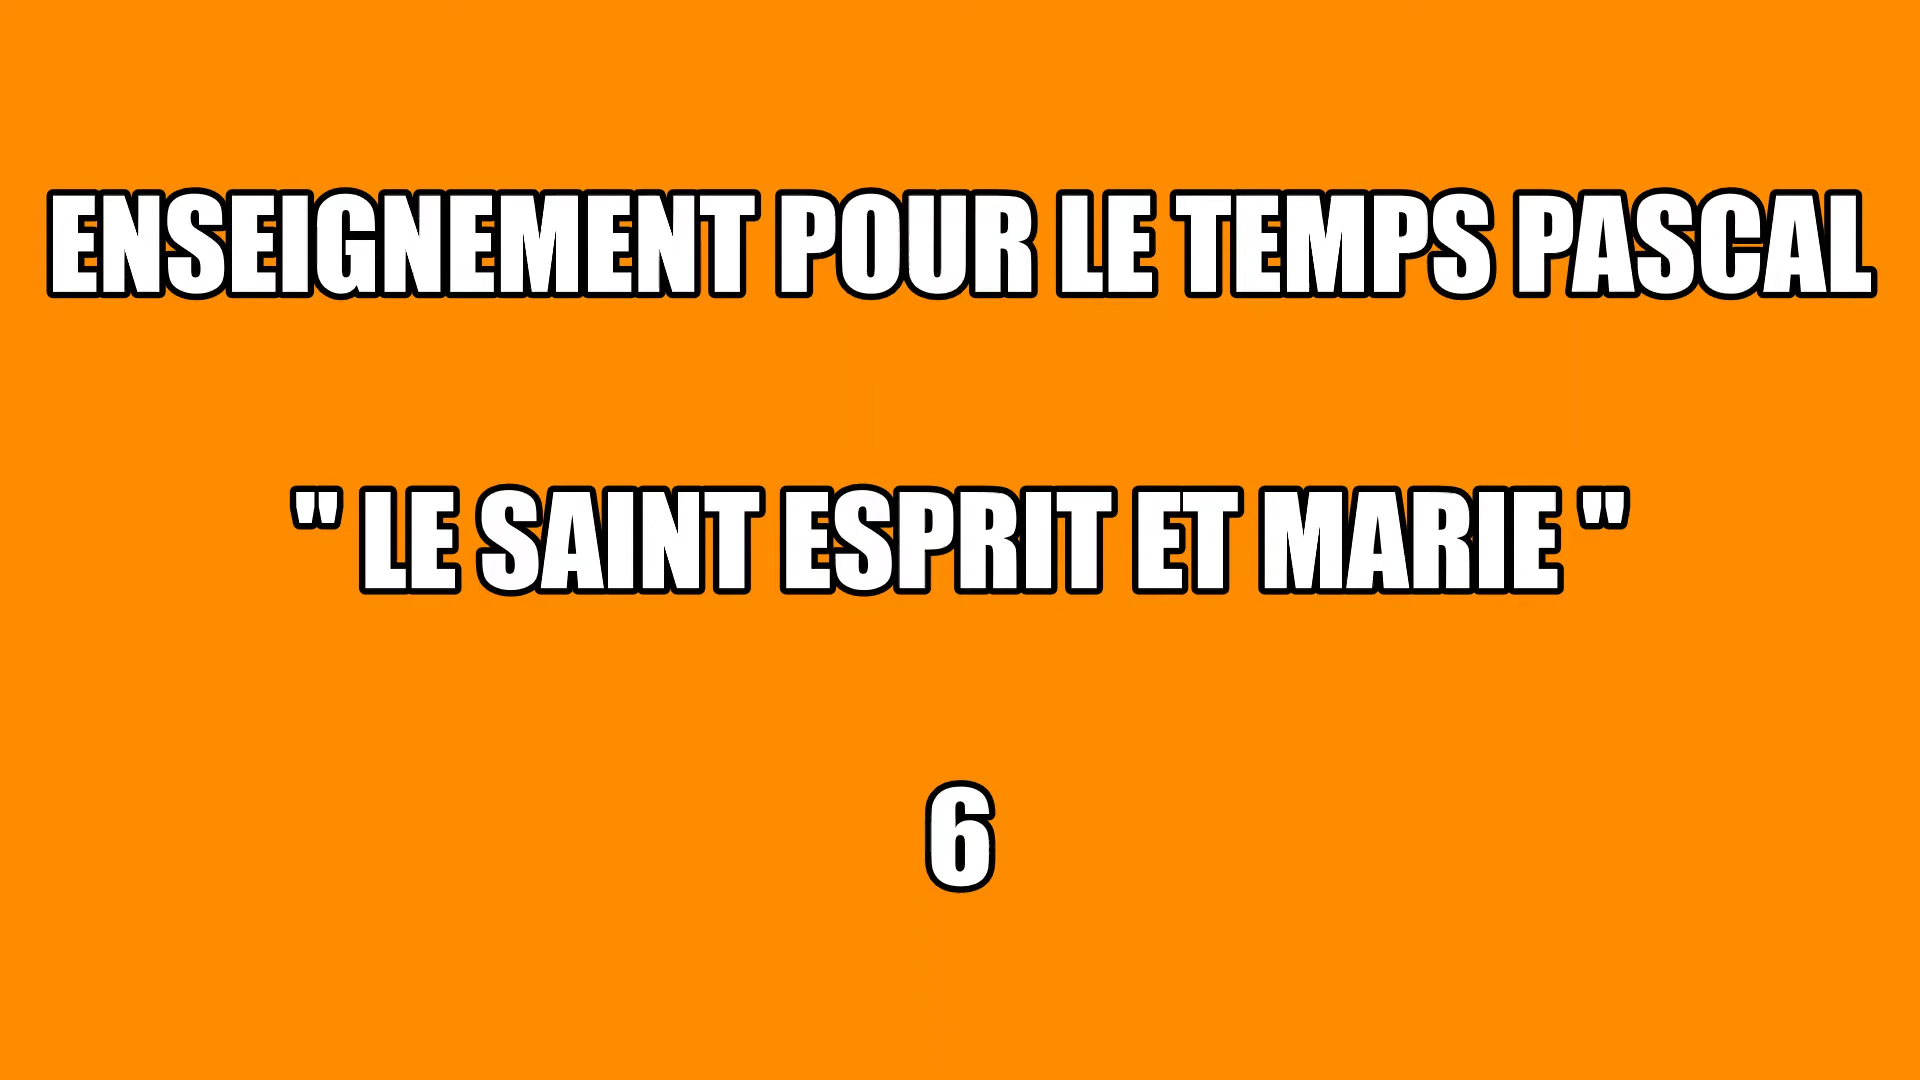 ENSEIGNEMENT POUR LE TEMPS PASCAL
" LE SAINT ESPRIT ET MARIE "
6